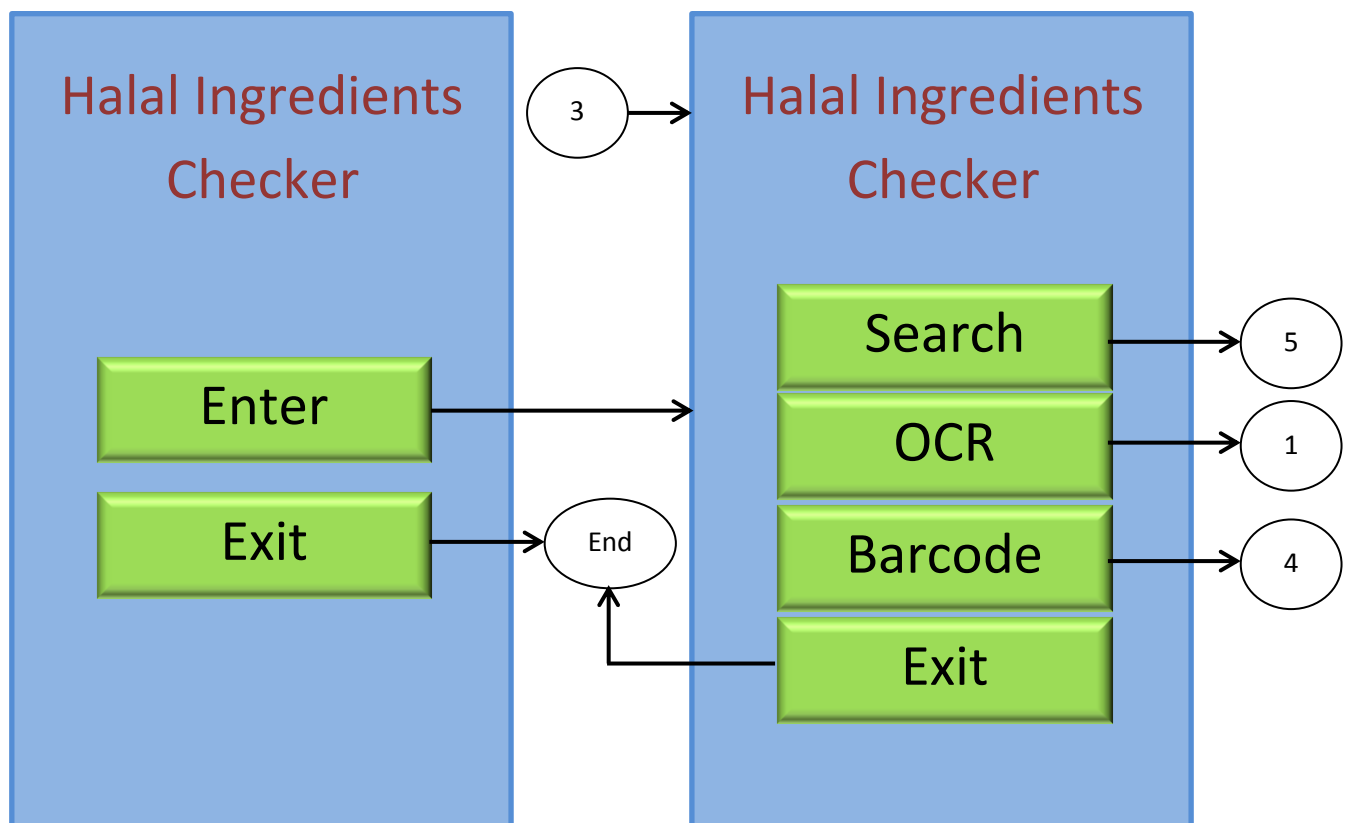 Halal Ingredients
Checker
Enter
Exit
3
End
Halal Ingredients
Checker
Search
OCR
Barcode
Exit
5
1
4